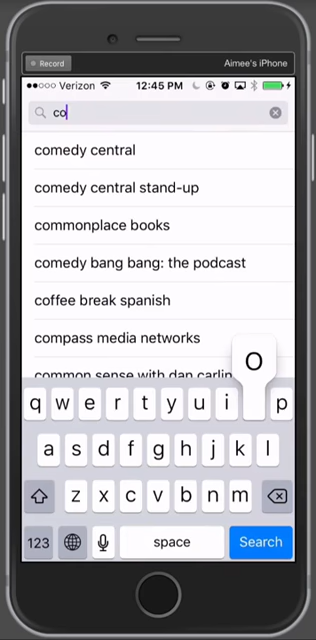 Record
Aimee's iPhone
Verizon 12:45 PM
co
comedy central
comedy central stand-up
commonplace books
comedy bang bang: the podcast
coffee break spanish
compass media networks
common sense with dan carlin
O
q w e r t y u i p
a s d f g h j k l
z x c v b n m
123 space Search